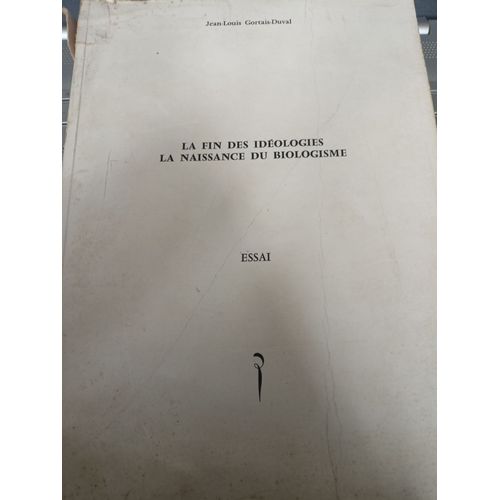 Jean-Louis Gortais-Duval
LA FIN DES IDÉOLOGIES
LA NAISSANCE DU BIOLOGISME
ESSAI